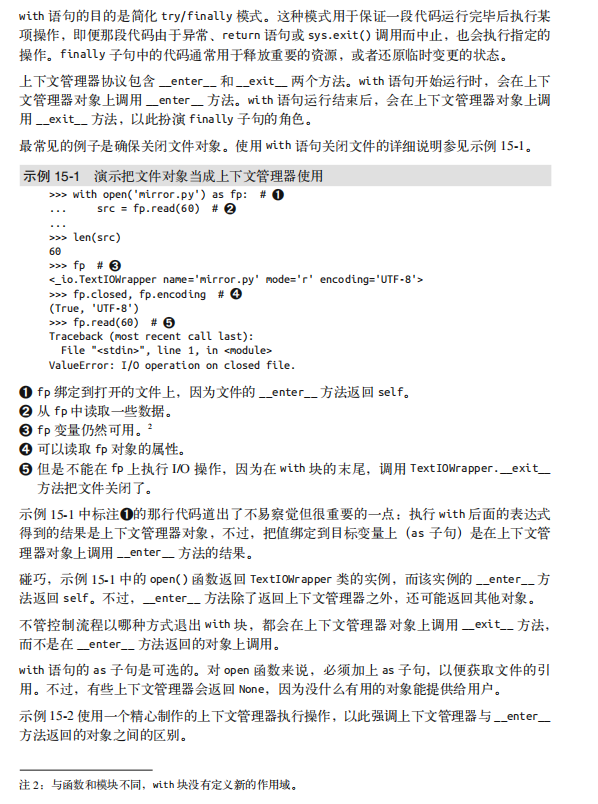 with 语句的目的是简化 try/finally 模式。这种模式用于保证一段代码运行完毕后执行某
项操作，即便那段代码由于异常、return 语句或 sys.exit() 调用而中止，也会执行指定的
操作。finally 子句中的代码通常用于释放重要的资源，或者还原临时变更的状态。
上下文管理器协议包含 __enter__ 和 __exit__ 两个方法。with 语句开始运行时，会在上下
文管理器对象上调用 __enter__ 方法。with 语句运行结束后，会在上下文管理器对象上调
用 __exit__ 方法，以此扮演 finally 子句的角色。
最常见的例子是确保关闭文件对象。使用 with 语句关闭文件的详细说明参见示例 15-1。
示例 15-1 演示把文件对象当成上下文管理器使用
>>> with open('mirror.py') as fp:  # ❶
...     src = fp.read(60)  # ❷
...
>>> len(src)
60
>>> fp  # ❸
<_io.TextIOWrapper name='mirror.py' mode='r' encoding='UTF-8'>
>>> fp.closed, fp.encoding  # ❹
(True, 'UTF-8')
>>> fp.read(60)  # ❺
Traceback (most recent call last):
  File "<stdin>", line 1, in <module>
ValueError: I/O operation on closed file.
❶ fp 绑定到打开的文件上，因为文件的 __enter__ 方法返回 self。
❷ 从 fp 中读取一些数据。
❸ fp 变量仍然可用。2
❹ 可以读取 fp 对象的属性。
❺ 但是不能在 fp 上执行 I/O 操作，因为在 with 块的末尾，调用 TextIOWrapper.__exit__
方法把文件关闭了。
示例 15-1 中标注❶的那行代码道出了不易察觉但很重要的一点：执行 with 后面的表达式
得到的结果是上下文管理器对象，不过，把值绑定到目标变量上（as 子句）是在上下文管
理器对象上调用 __enter__ 方法的结果。
碰巧，示例 15-1 中的 open() 函数返回 TextIOWrapper 类的实例，而该实例的 __enter__ 方
法返回 self。不过，__enter__ 方法除了返回上下文管理器之外，还可能返回其他对象。
不管控制流程以哪种方式退出 with 块，都会在上下文管理器对象上调用 __exit__ 方法，
而不是在 __enter__ 方法返回的对象上调用。
with 语句的 as 子句是可选的。对 open 函数来说，必须加上 as 子句，以便获取文件的引
用。不过，有些上下文管理器会返回 None，因为没什么有用的对象能提供给用户。
示例 15-2 使用一个精心制作的上下文管理器执行操作，以此强调上下文管理器与 __enter__
方法返回的对象之间的区别。
注 2：与函数和模块不同，with 块没有定义新的作用域。